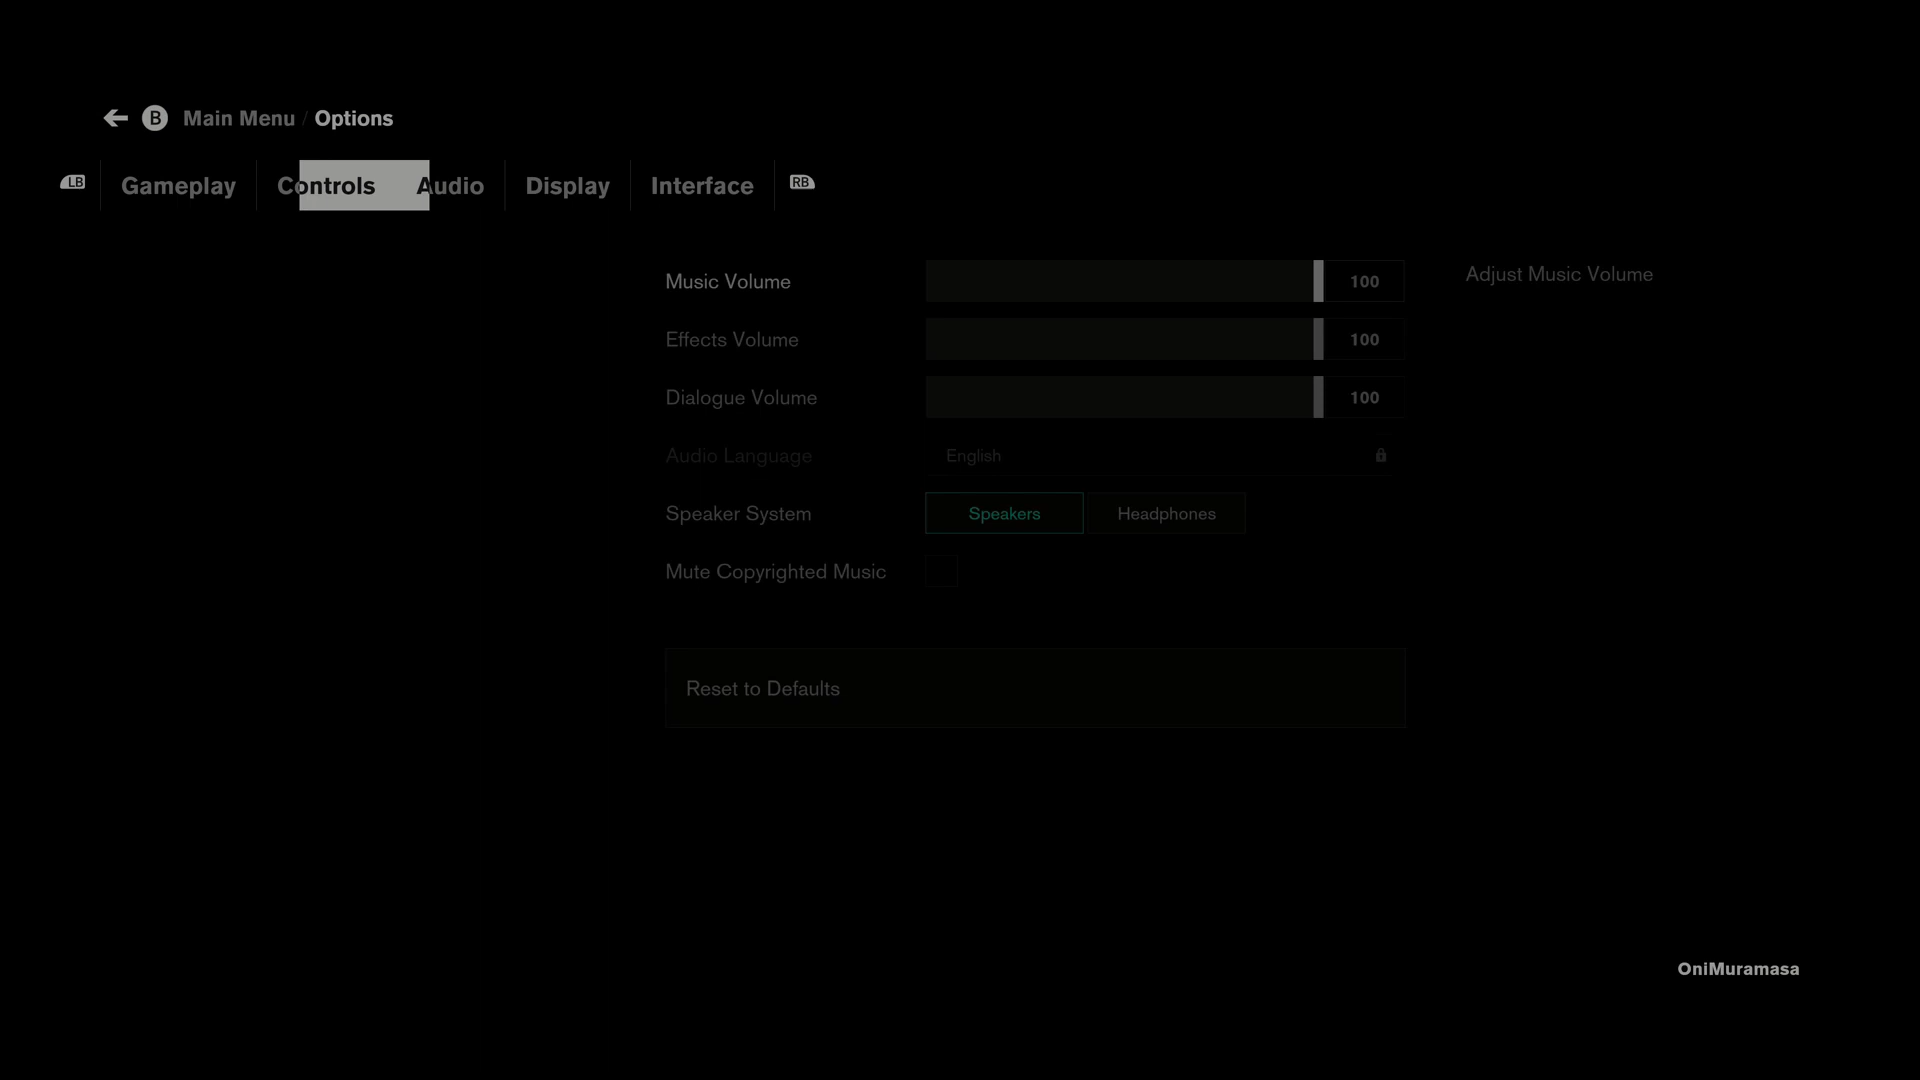 B Main Menu / Options
LB Gameplay Controls Audio Display Interface RB
Music Volume 100 Adjust Music Volume
Effects Volume 100
Dialogue Volume 100
Audio Language English
Speaker System Speakers Headphones
Mute Copyrighted Music
Reset to Defaults
OniMuramasa